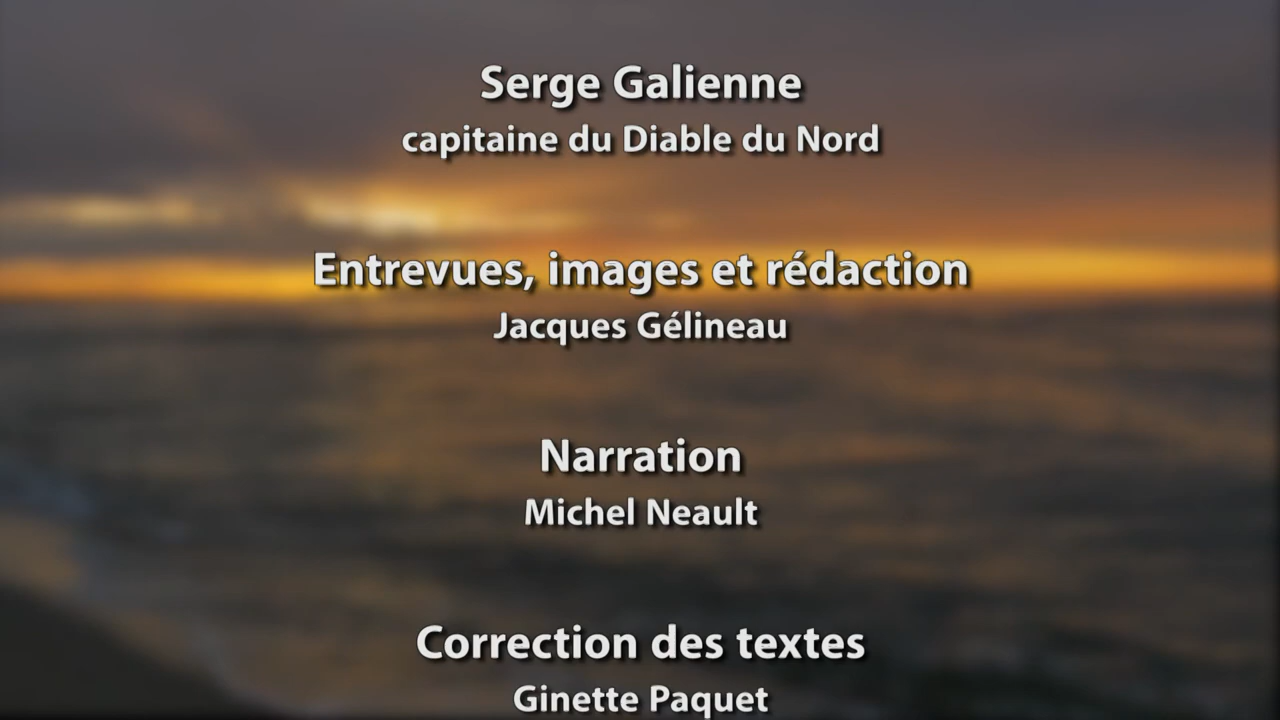 Serge Galienne
capitaine du Diable du Nord
Entrevues, images et rédaction
Jacques Gélineau
Narration
Michel Neault
Correction des textes
Ginette Paquet